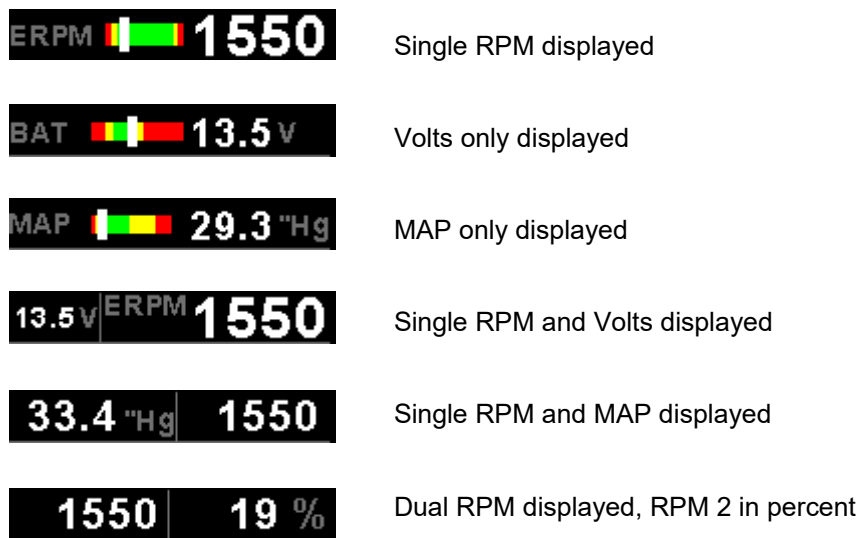 ERPM 1550 Single RPM displayed
BAT 13.5 V Volts only displayed
MAP 29.3 "Hg MAP only displayed
13.5 V ERPM 1550 Single RPM and Volts displayed
33.4 "Hg 1550 Single RPM and MAP displayed
1550 19 % Dual RPM displayed, RPM 2 in percent